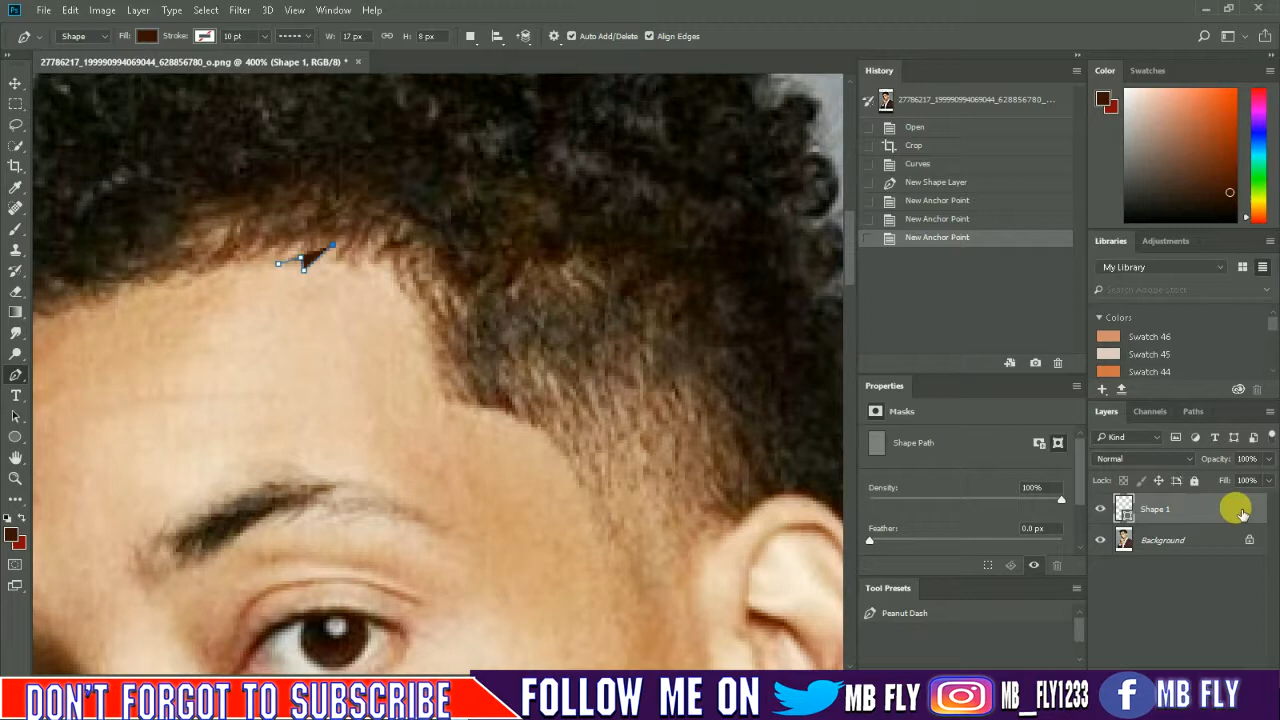 Ps File Edit Image Layer Type Select Filter 3D View Window Help
Shape Fill: Stroke: 10 pt W: 17 px H: 8 px Auto Add/Delete Align Edges
27786217_199990994069044_628856780_o.png @ 400% (Shape 1, RGB/8) *
History
27786217_199990994069044_628856780_...
Open
Crop
Curves
New Shape Layer
New Anchor Point
New Anchor Point
New Anchor Point
Properties
Masks
Shape Path
Density: 100%
Feather: 0.0 px
Tool Presets
Peanut Dash
Color Swatches
Libraries Adjustments
My Library
Search Adobe Stock
Colors
Swatch 46
Swatch 45
Swatch 44
Layers Channels Paths
Kind
Normal Opacity: 100%
Lock: Fill: 100%
Shape 1
Background
DON'T FORGOT TO SUBSCRIBE
FOLLOW ME ON MB FLY MB__FLY1233 MB FLY